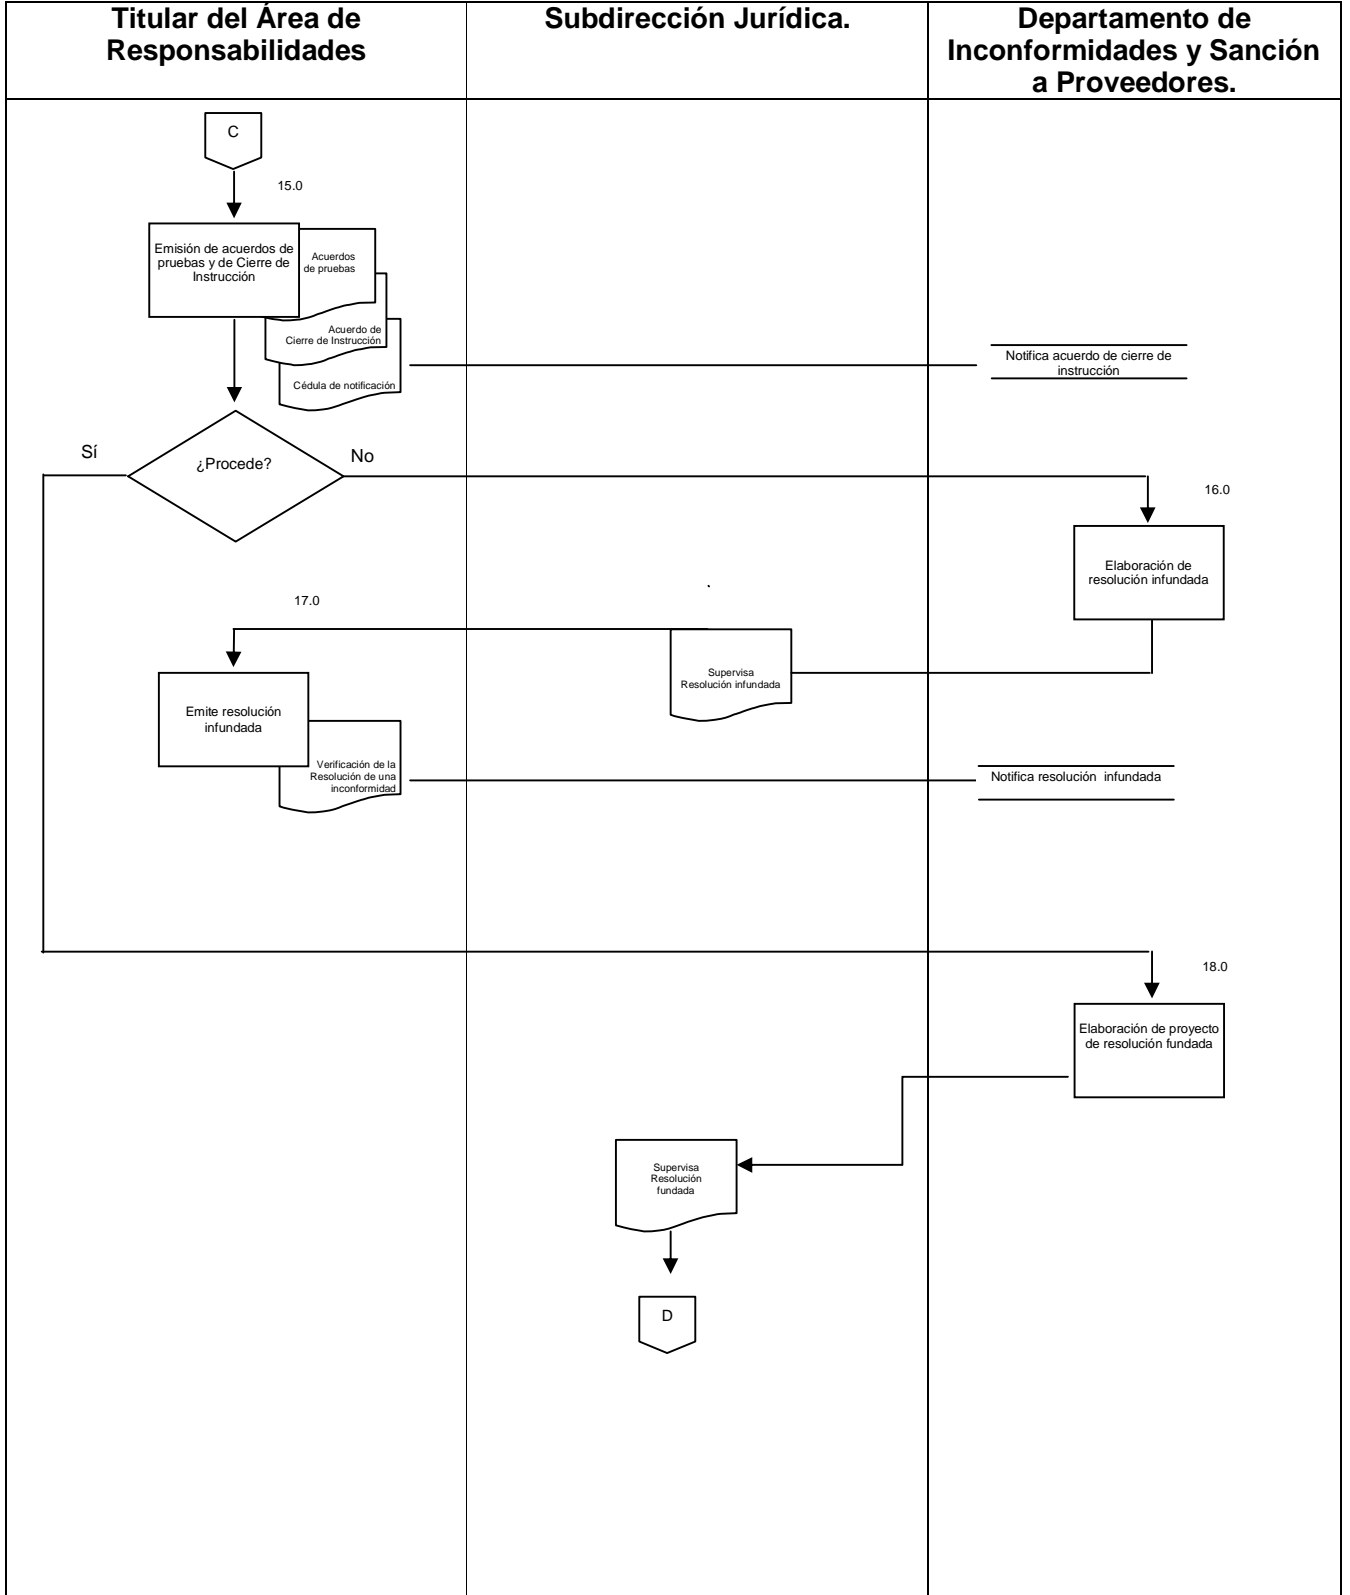 Titular del Área de
Responsabilidades
Subdirección Jurídica.
Departamento de
Inconformidades y Sanción
a Proveedores.
C
15.0
Emisión de acuerdos de
pruebas y de Cierre de
Instrucción
Acuerdos
de pruebas
Acuerdo de
Cierre de Instrucción
Cédula de notificación
Notifica acuerdo de cierre de
instrucción
Sí
¿Procede?
No
16.0
Elaboración de
resolución infundada
.
17.0
Supervisa
Resolución infundada
Emite resolución
infundada
Verificación de la
Resolución de una
inconformidad
Notifica resolución infundada
18.0
Elaboración de proyecto
de resolución fundada
Supervisa
Resolución
fundada
D